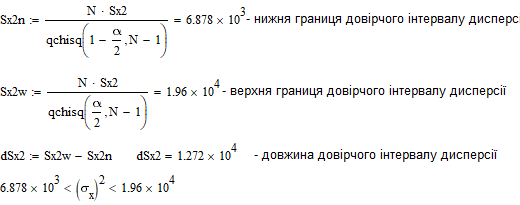 Sx2n := N · Sx2 / qchisq(1 − α/2, N − 1) = 6.878 × 10³ - нижня границя довірчого інтервалу дисперс
Sx2w := N · Sx2 / qchisq(α/2, N − 1) = 1.96 × 10⁴ - верхня границя довірчого інтервалу дисперсії
dSx2 := Sx2w − Sx2n dSx2 = 1.272 × 10⁴ - довжина довірчого інтервалу дисперсії
6.878 × 10³ < (σₓ)² < 1.96 × 10⁴